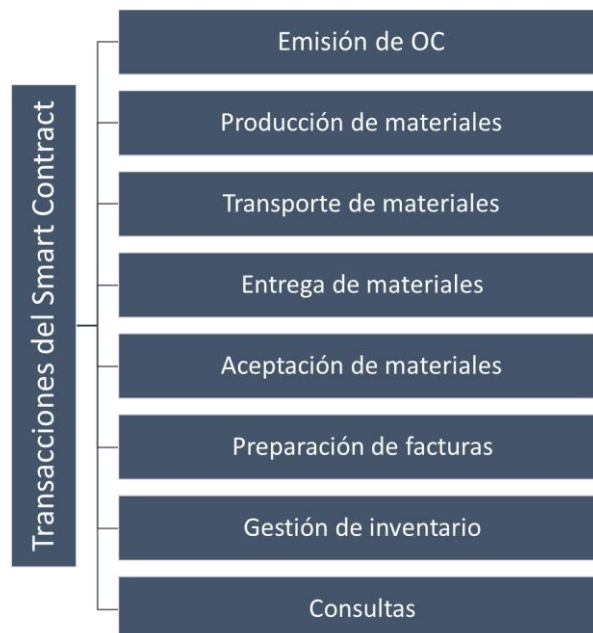 Transacciones del Smart Contract
Emisión de OC
Producción de materiales
Transporte de materiales
Entrega de materiales
Aceptación de materiales
Preparación de facturas
Gestión de inventario
Consultas